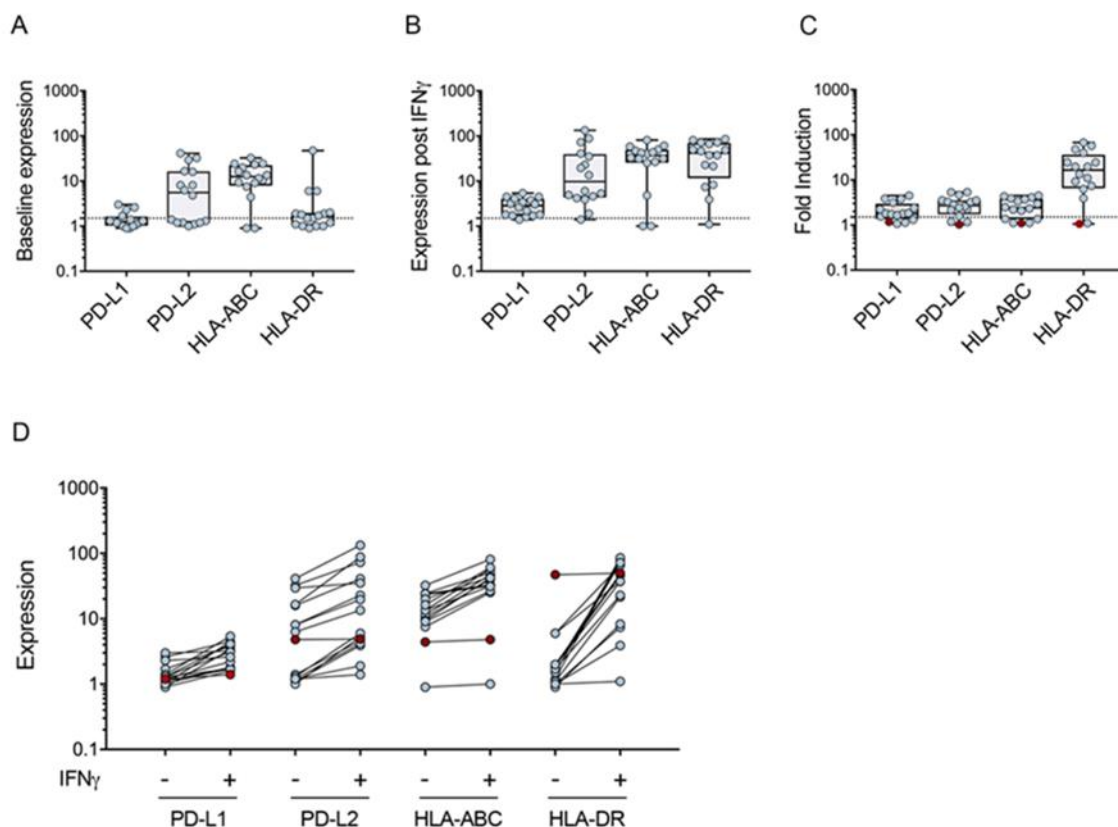 A
Baseline expression
1000
100
10
1
0.1
PD-L1
PD-L2
HLA-ABC
HLA-DR
B
Expression post IFNγ
1000
100
10
1
0.1
PD-L1
PD-L2
HLA-ABC
HLA-DR
C
Fold Induction
1000
100
10
1
0.1
PD-L1
PD-L2
HLA-ABC
HLA-DR
D
Expression
1000
100
10
1
0.1
IFNγ - + - + - + - +
PD-L1 PD-L2 HLA-ABC HLA-DR